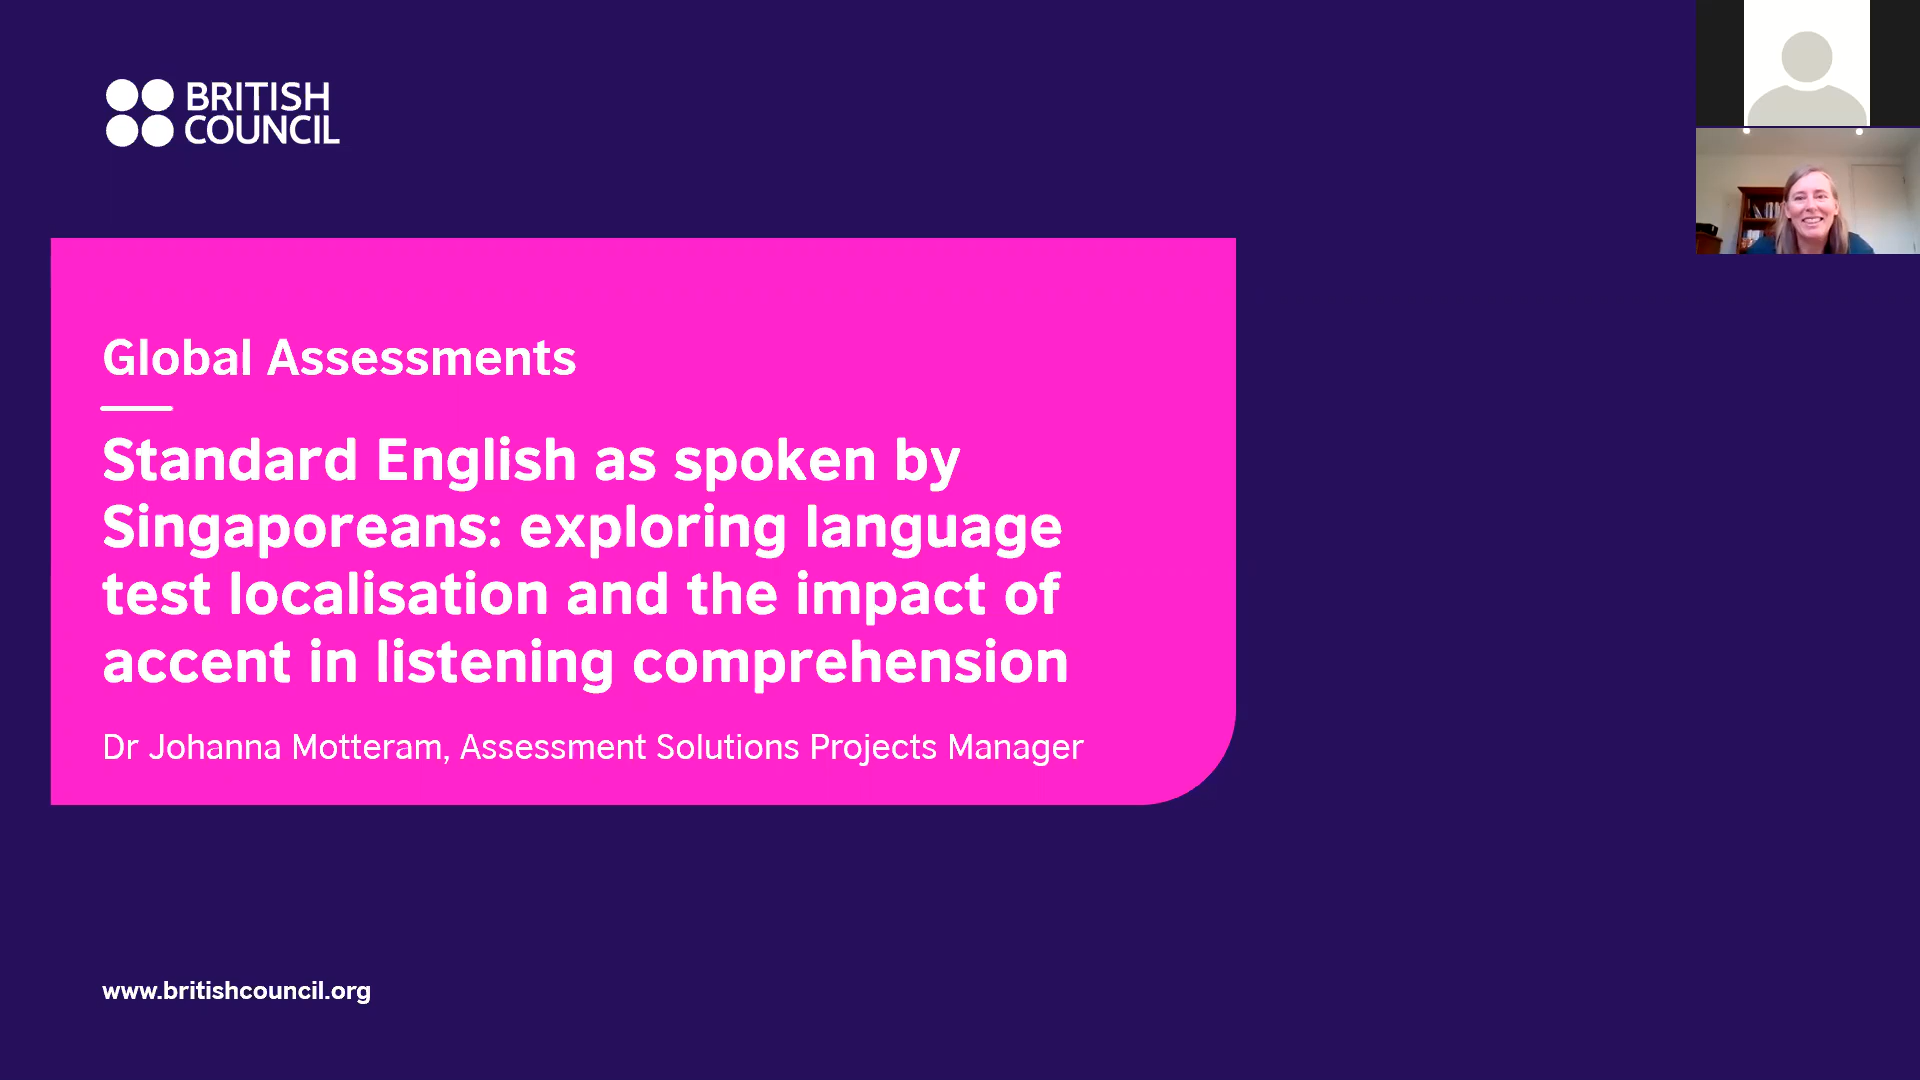 BRITISH
COUNCIL
Global Assessments
Standard English as spoken by
Singaporeans: exploring language
test localisation and the impact of
accent in listening comprehension
Dr Johanna Motteram, Assessment Solutions Projects Manager
www.britishcouncil.org